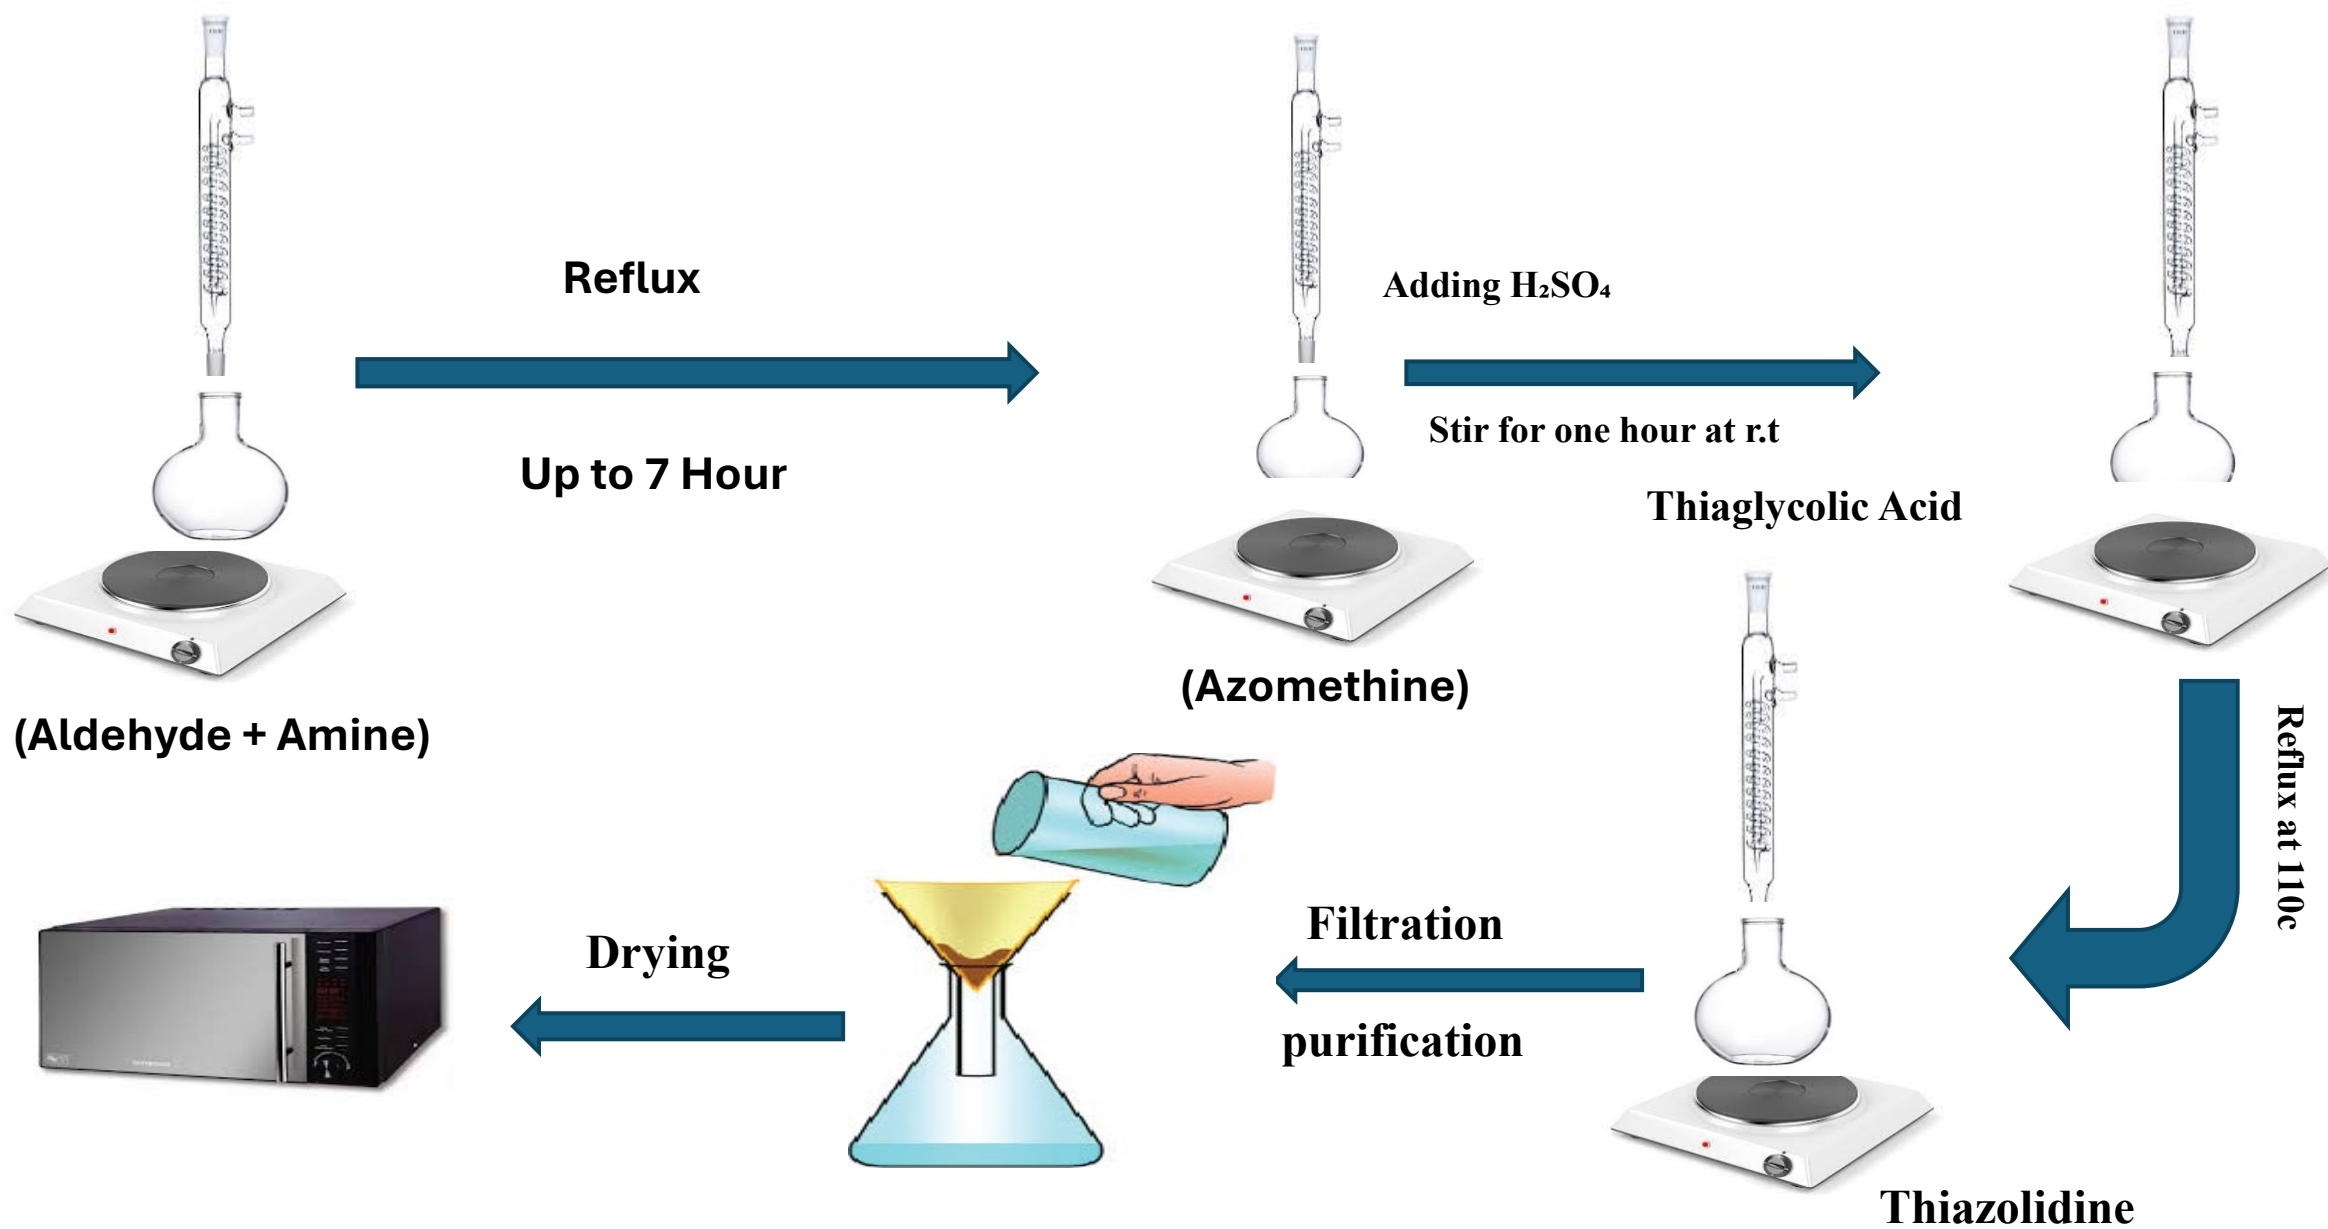 Reflux
Up to 7 Hour
(Aldehyde + Amine)
Adding H₂SO₄
Stir for one hour at r.t
Thiaglycolic Acid
(Azomethine)
Reflux at 110c
Thiazolidine
Filtration
purification
Drying